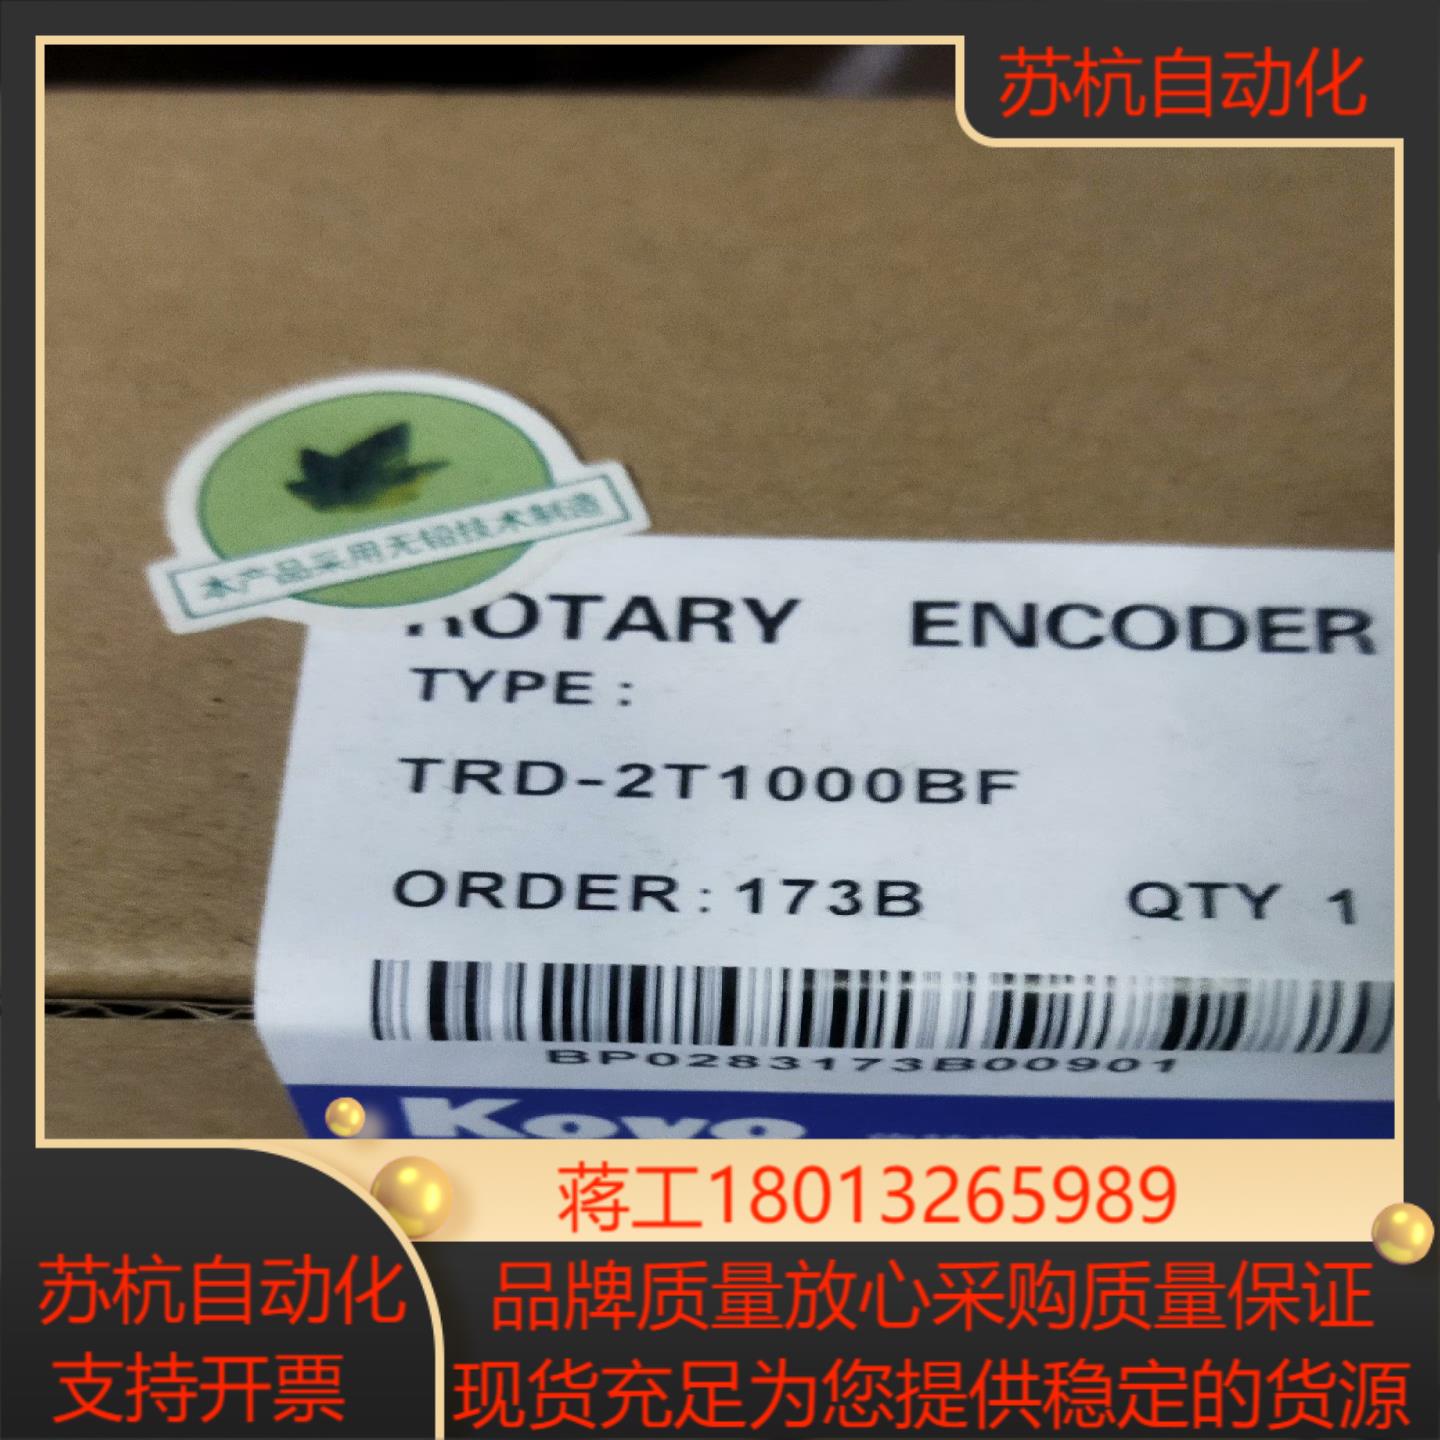 苏杭自动化
本产品采用无铅技术制造
ROTARY ENCODER
TYPE :
TRD-2T1000BF
ORDER:173B QTY 1
BP0283173B00901
Koyo
蒋工18013265989
苏杭自动化
支持开票
品牌质量放心采购质量保证
现货充足为您提供稳定的货源